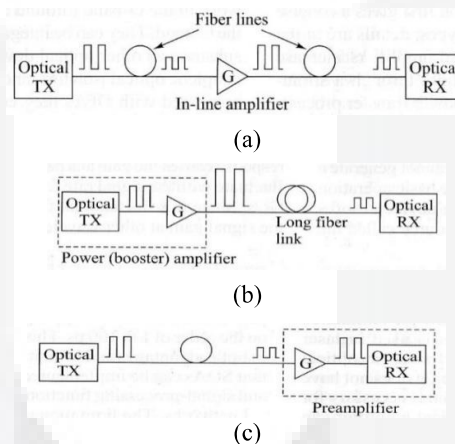 Fiber lines
Optical TX
G
Optical RX
In-line amplifier
(a)
Optical TX
G
Long fiber link
Optical RX
Power (booster) amplifier
(b)
Optical TX
G
Optical RX
Preamplifier
(c)